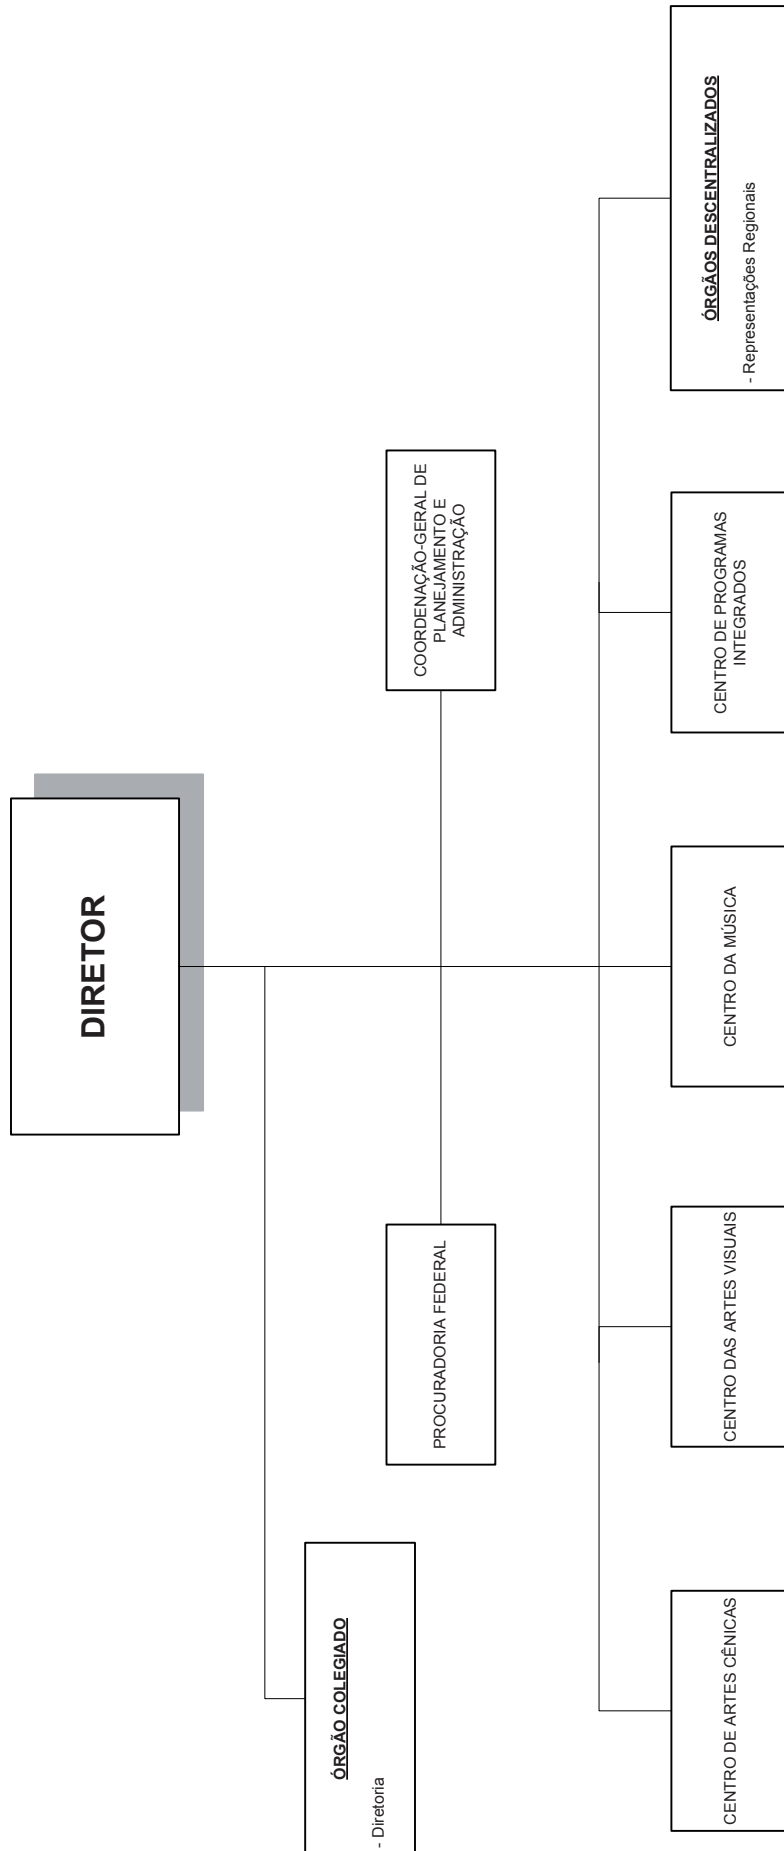 DIRETOR
ÓRGÃO COLEGIADO
- Diretoria
PROCURADORIA FEDERAL
COORDENAÇÃO-GERAL DE
PLANEJAMENTO E
ADMINISTRAÇÃO
CENTRO DE ARTES CÊNICAS
CENTRO DAS ARTES VISUAIS
CENTRO DA MÚSICA
CENTRO DE PROGRAMAS
INTEGRADOS
ÓRGÃOS DESCENTRALIZADOS
- Representações Regionais